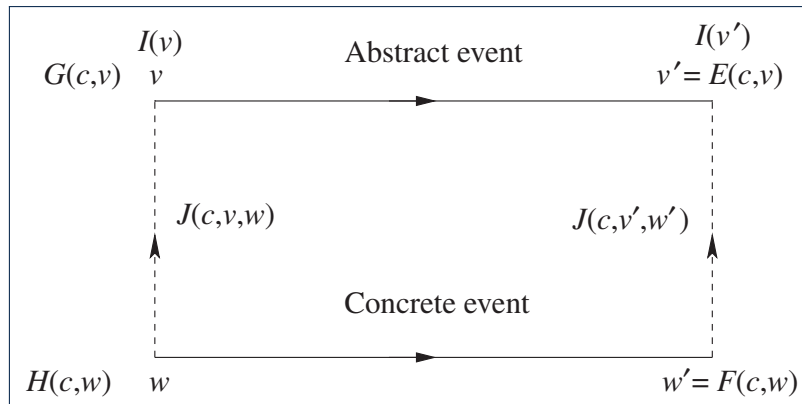 I(v)
Abstract event
I(v′)
G(c,v) v
v′ = E(c,v)
J(c,v,w)
J(c,v′,w′)
Concrete event
H(c,w) w
w′ = F(c,w)